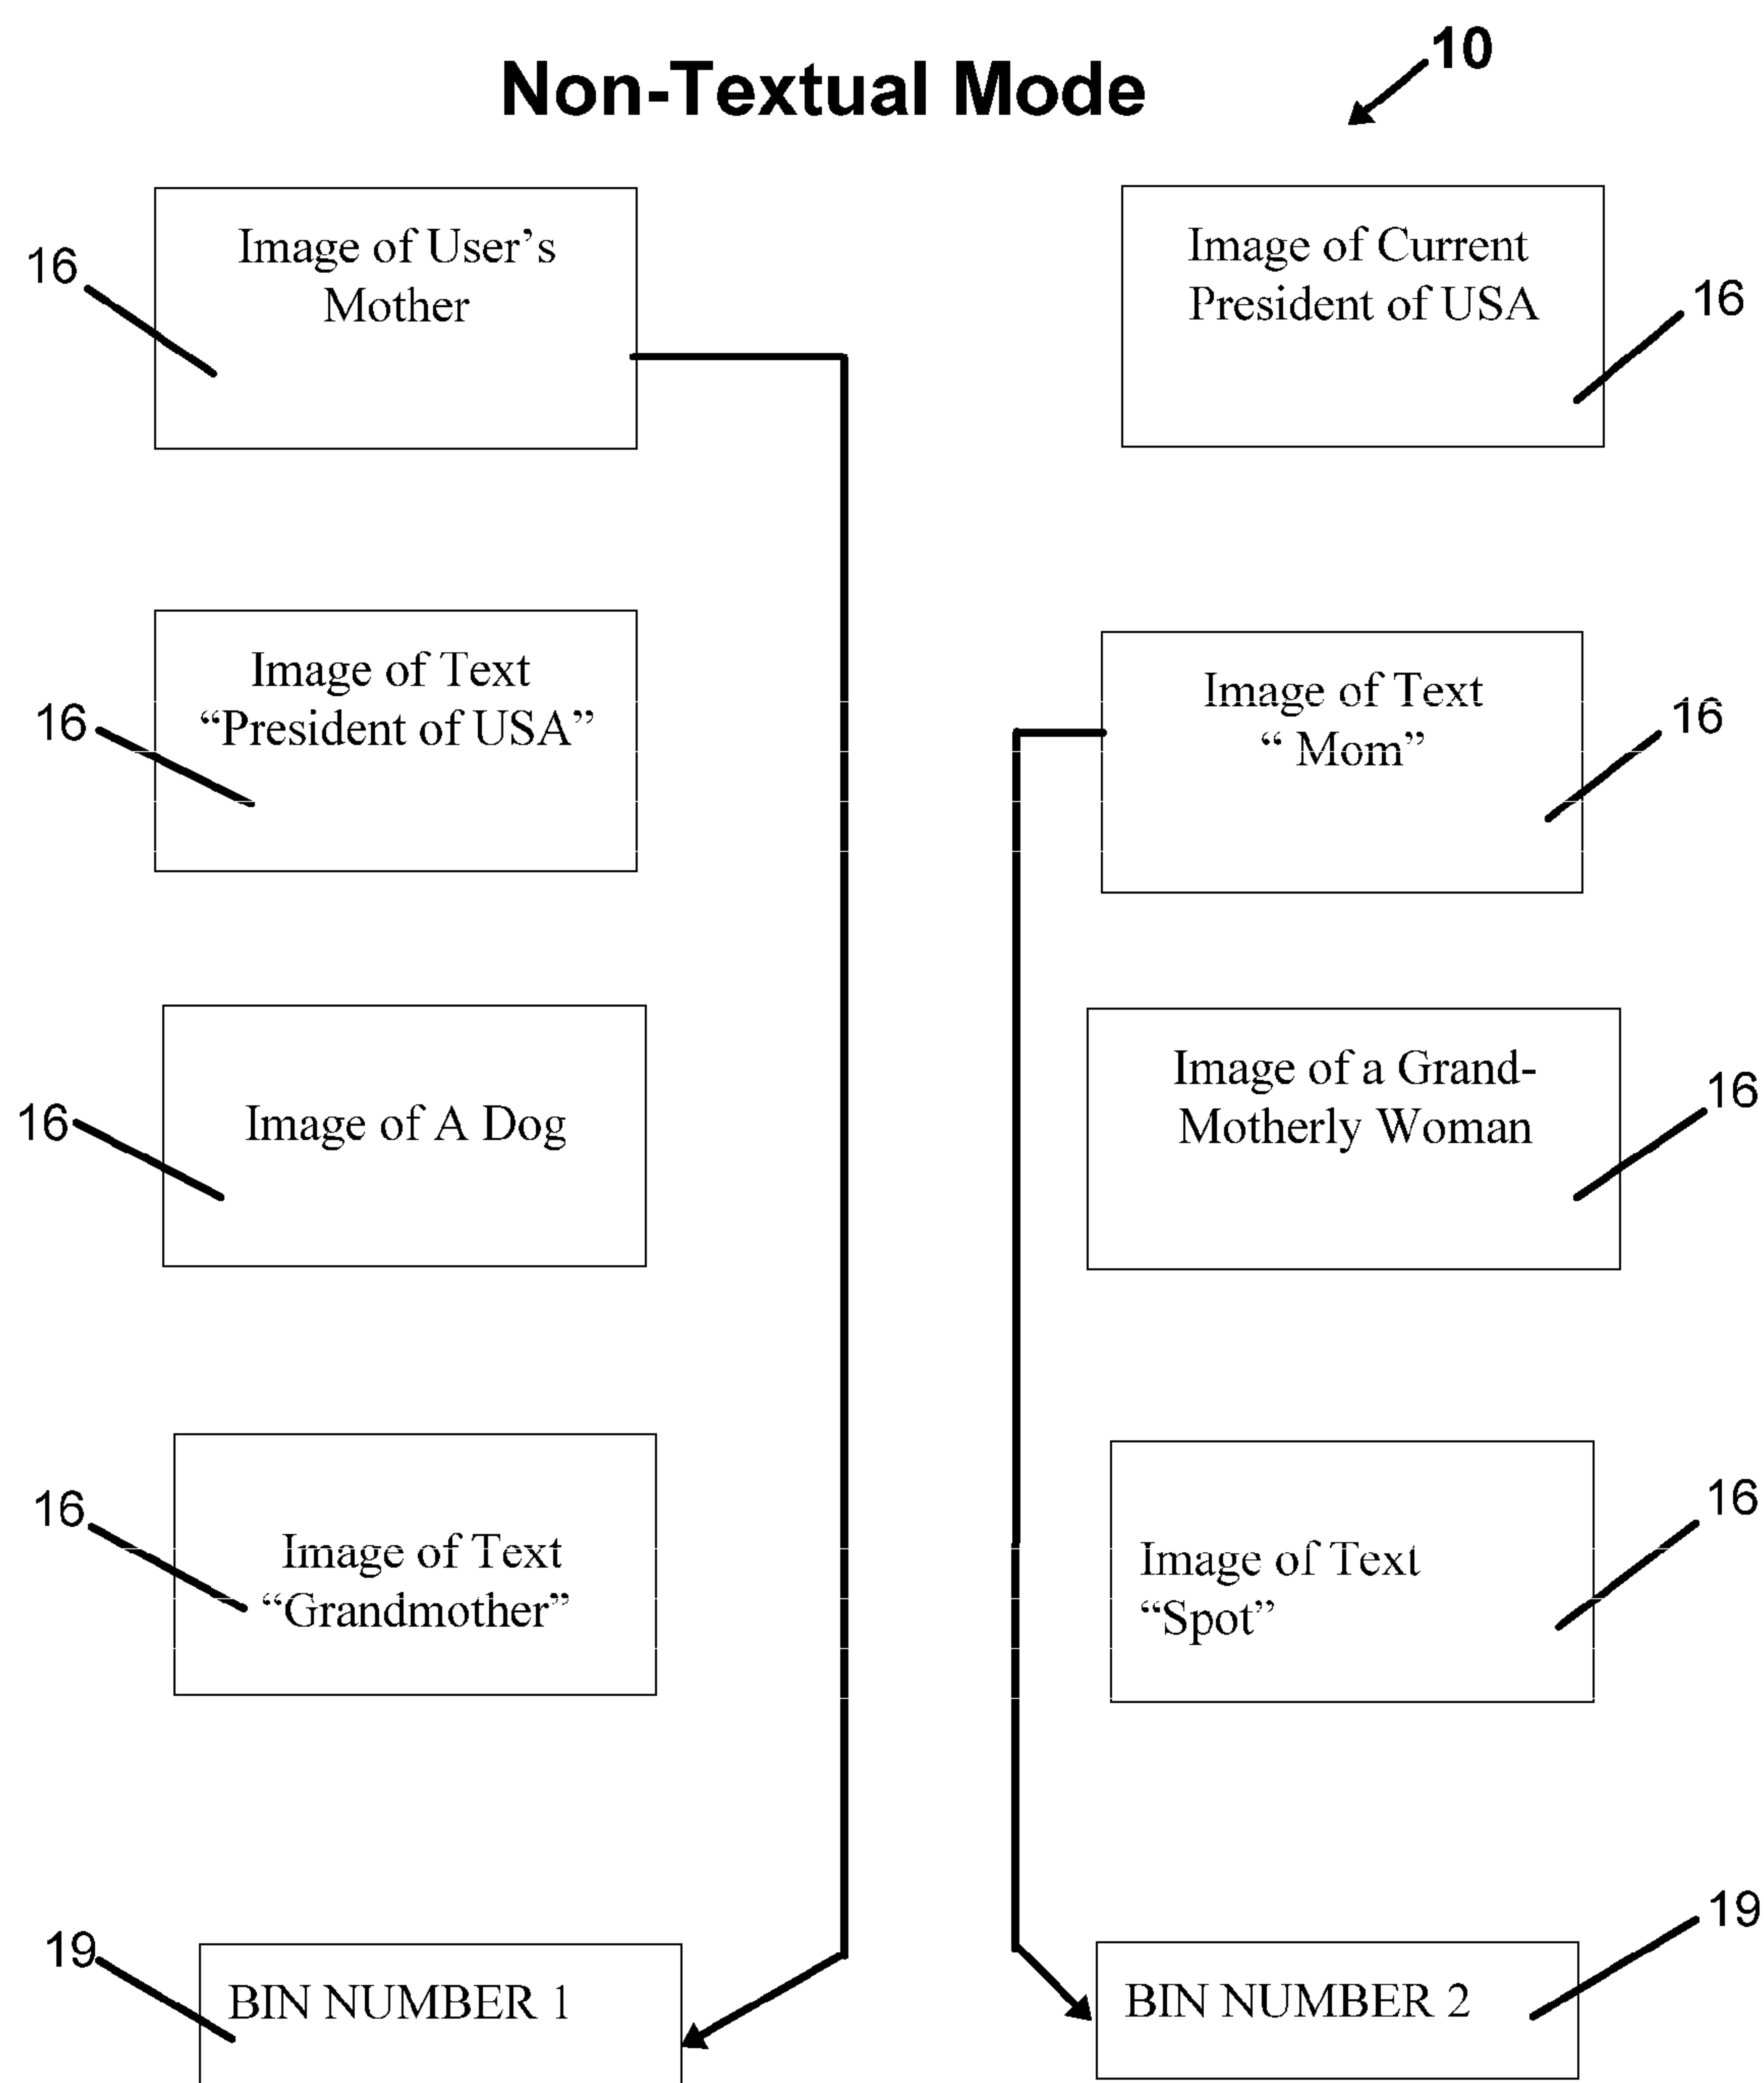 Non-Textual Mode
10
Image of User’s
Mother
16
Image of Current
President of USA
16
Image of Text
“President of USA”
16
Image of Text
“ Mom”
16
Image of A Dog
16
Image of a Grand-
Motherly Woman
16
Image of Text
“Grandmother”
16
Image of Text
“Spot”
16
BIN NUMBER 1
19
BIN NUMBER 2
19